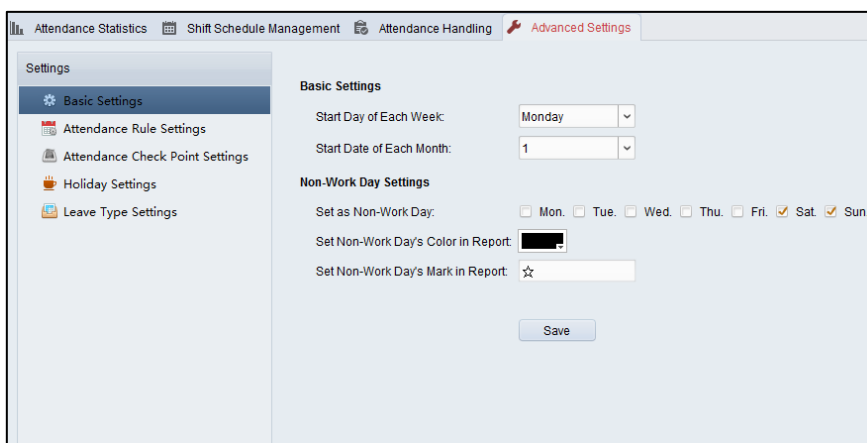 Attendance Statistics Shift Schedule Management Attendance Handling Advanced Settings
Settings
Basic Settings
Attendance Rule Settings
Attendance Check Point Settings
Holiday Settings
Leave Type Settings
Basic Settings
Start Day of Each Week: Monday
Start Date of Each Month: 1
Non-Work Day Settings
Set as Non-Work Day: Mon. Tue. Wed. Thu. Fri. Sat. Sun.
Set Non-Work Day's Color in Report:
Set Non-Work Day's Mark in Report: ☆
Save